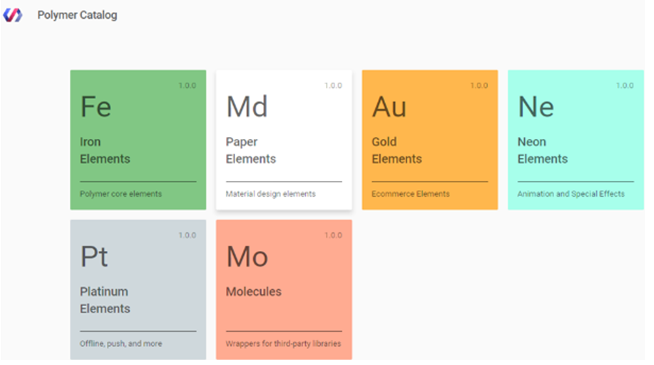 Polymer Catalog
1.0.0
Fe
Iron
Elements
Polymer core elements
1.0.0
Md
Paper
Elements
Material design elements
1.0.0
Au
Gold
Elements
Ecommerce Elements
1.0.0
Ne
Neon
Elements
Animation and Special Effects
1.0.0
Pt
Platinum
Elements
Offline, push, and more
1.0.0
Mo
Molecules
Wrappers for third-party libraries